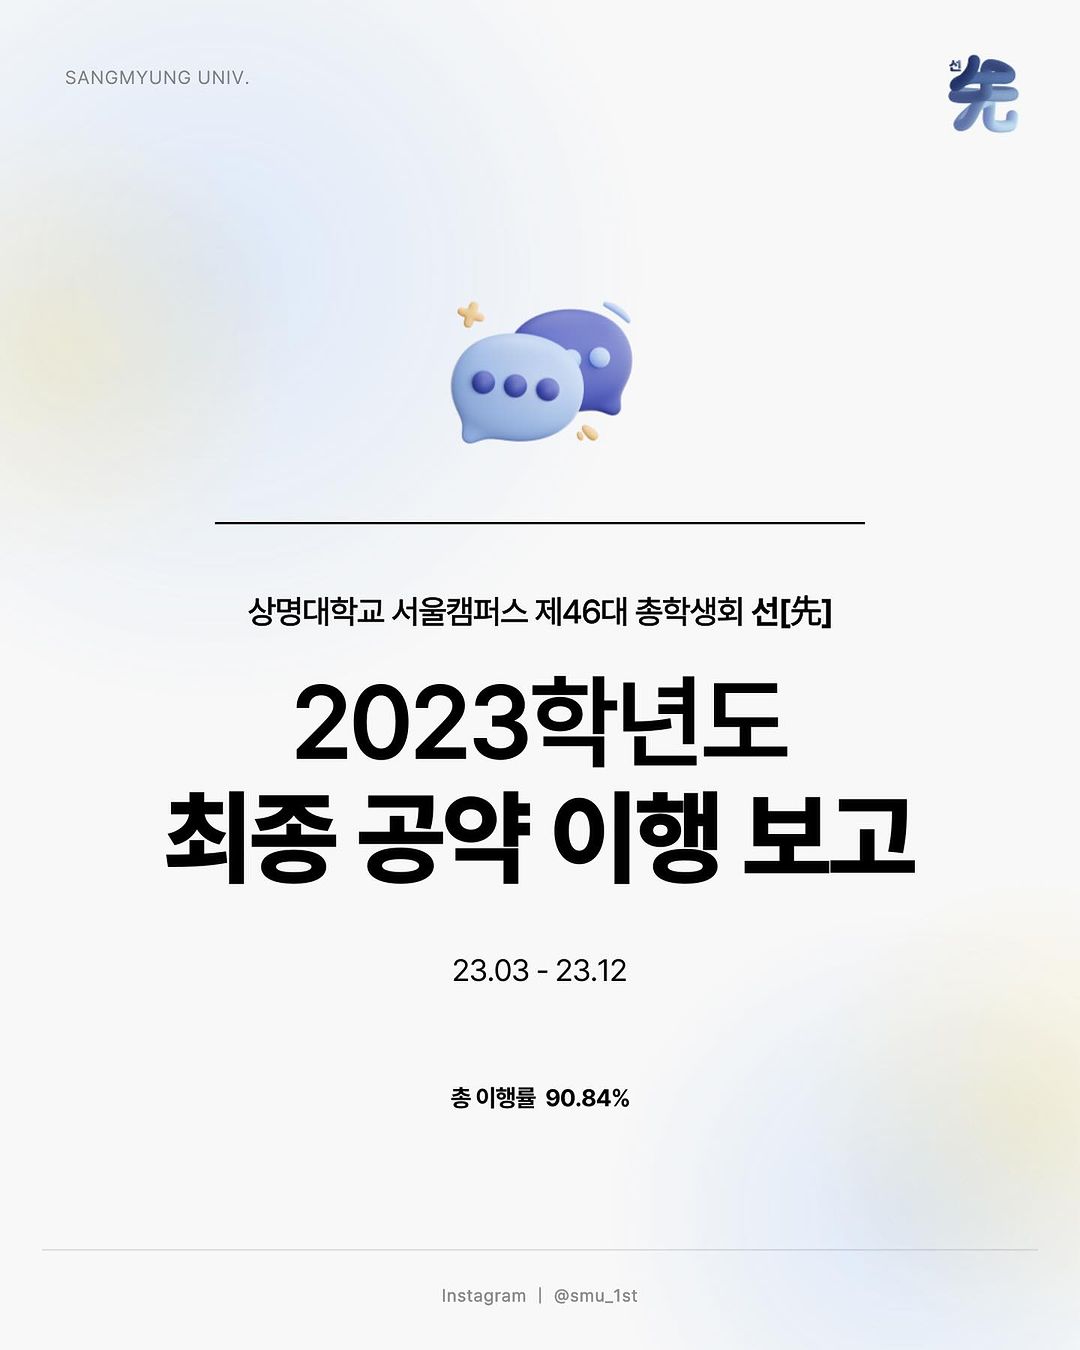 SANGMYUNG UNIV.
선
先
상명대학교 서울캠퍼스 제46대 총학생회 선[先]
2023학년도
최종 공약 이행 보고
23.03 - 23.12
총 이행률 90.84%
Instagram | @smu_1st